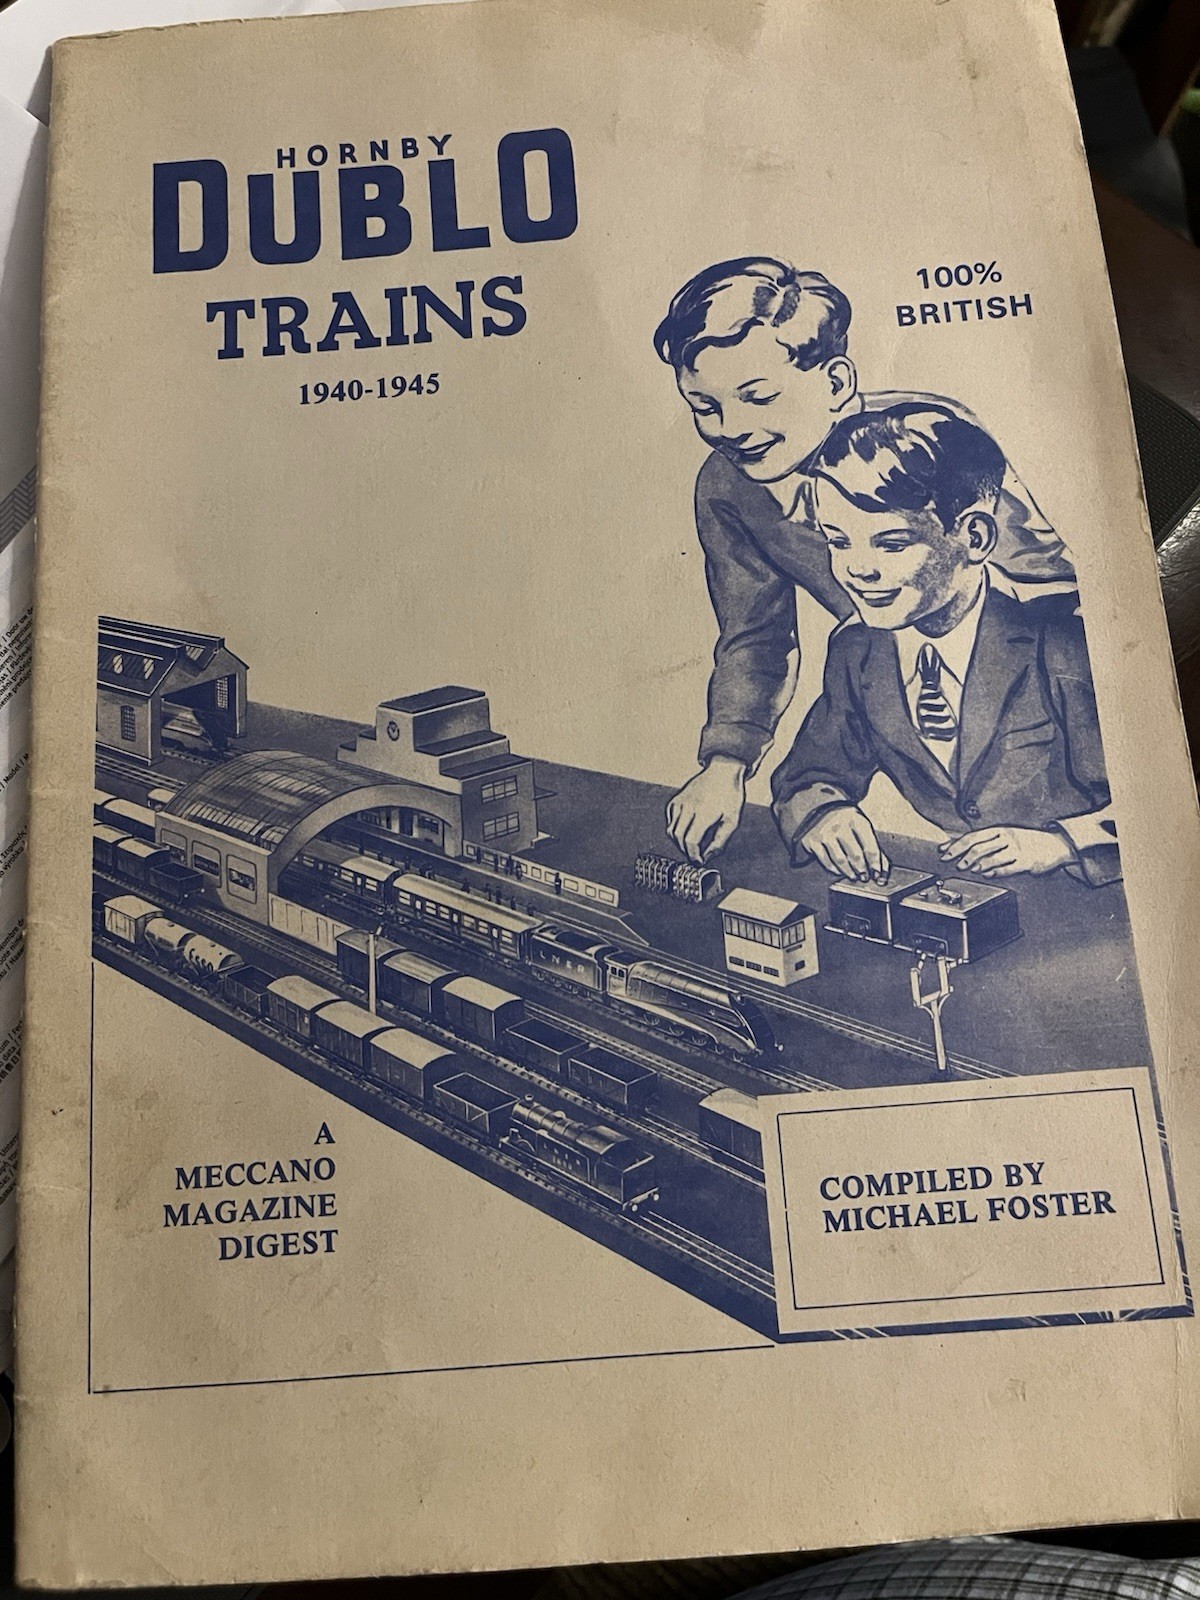 HORNBY
DUBLO
TRAINS
1940-1945
100%
BRITISH
LNER
A
MECCANO
MAGAZINE
DIGEST
COMPILED BY
MICHAEL FOSTER